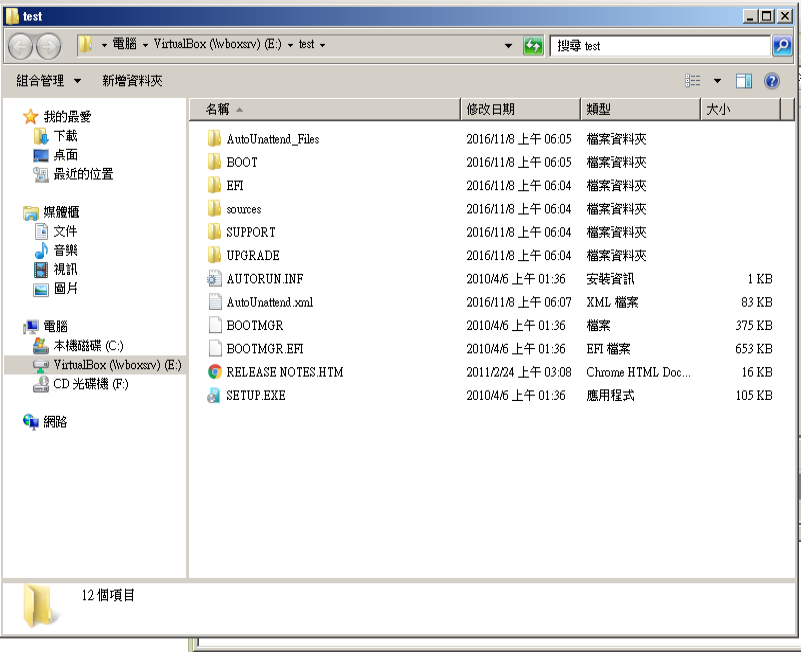 test
電腦 VirtualBox (\\vboxsrv) (E:) test
搜尋 test
組合管理 新增資料夾
名稱 修改日期 類型 大小
我的最愛
下載
桌面
最近的位置
媒體櫃
文件
音樂
視訊
圖片
電腦
本機磁碟 (C:)
VirtualBox (\\vboxsrv) (E:)
CD 光碟機 (F:)
網路
AutoUnattend_Files 2016/11/8 上午 06:05 檔案資料夾
BOOT 2016/11/8 上午 06:05 檔案資料夾
EFI 2016/11/8 上午 06:04 檔案資料夾
sources 2016/11/8 上午 06:04 檔案資料夾
SUPPORT 2016/11/8 上午 06:04 檔案資料夾
UPGRADE 2016/11/8 上午 06:04 檔案資料夾
AUTORUN.INF 2010/4/6 上午 01:36 安裝資訊 1 KB
AutoUnattend.xml 2016/11/8 上午 06:07 XML 檔案 83 KB
BOOTMGR 2010/4/6 上午 01:36 檔案 375 KB
BOOTMGR.EFI 2010/4/6 上午 01:36 EFI 檔案 653 KB
RELEASE NOTES.HTM 2011/2/24 上午 03:08 Chrome HTML Doc... 16 KB
SETUP.EXE 2010/4/6 上午 01:36 應用程式 105 KB
12 個項目